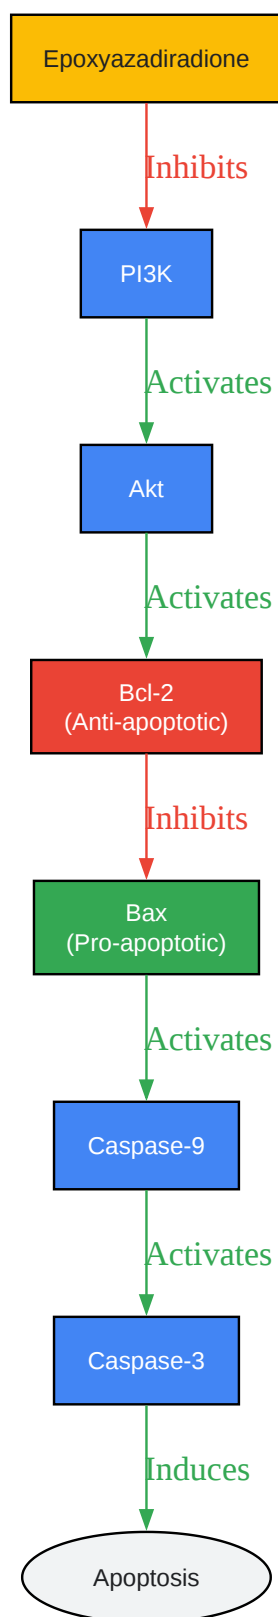 Epoxyazadiradione
Inhibits
PI3K
Activates
Akt
Activates
Bcl-2
(Anti-apoptotic)
Inhibits
Bax
(Pro-apoptotic)
Activates
Caspase-9
Activates
Caspase-3
Induces
Apoptosis